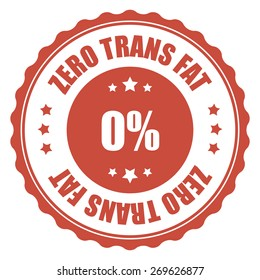 ZERO TRANS FAT
0%
ZERO TRANS FAT
shutterstock.com · 269626877